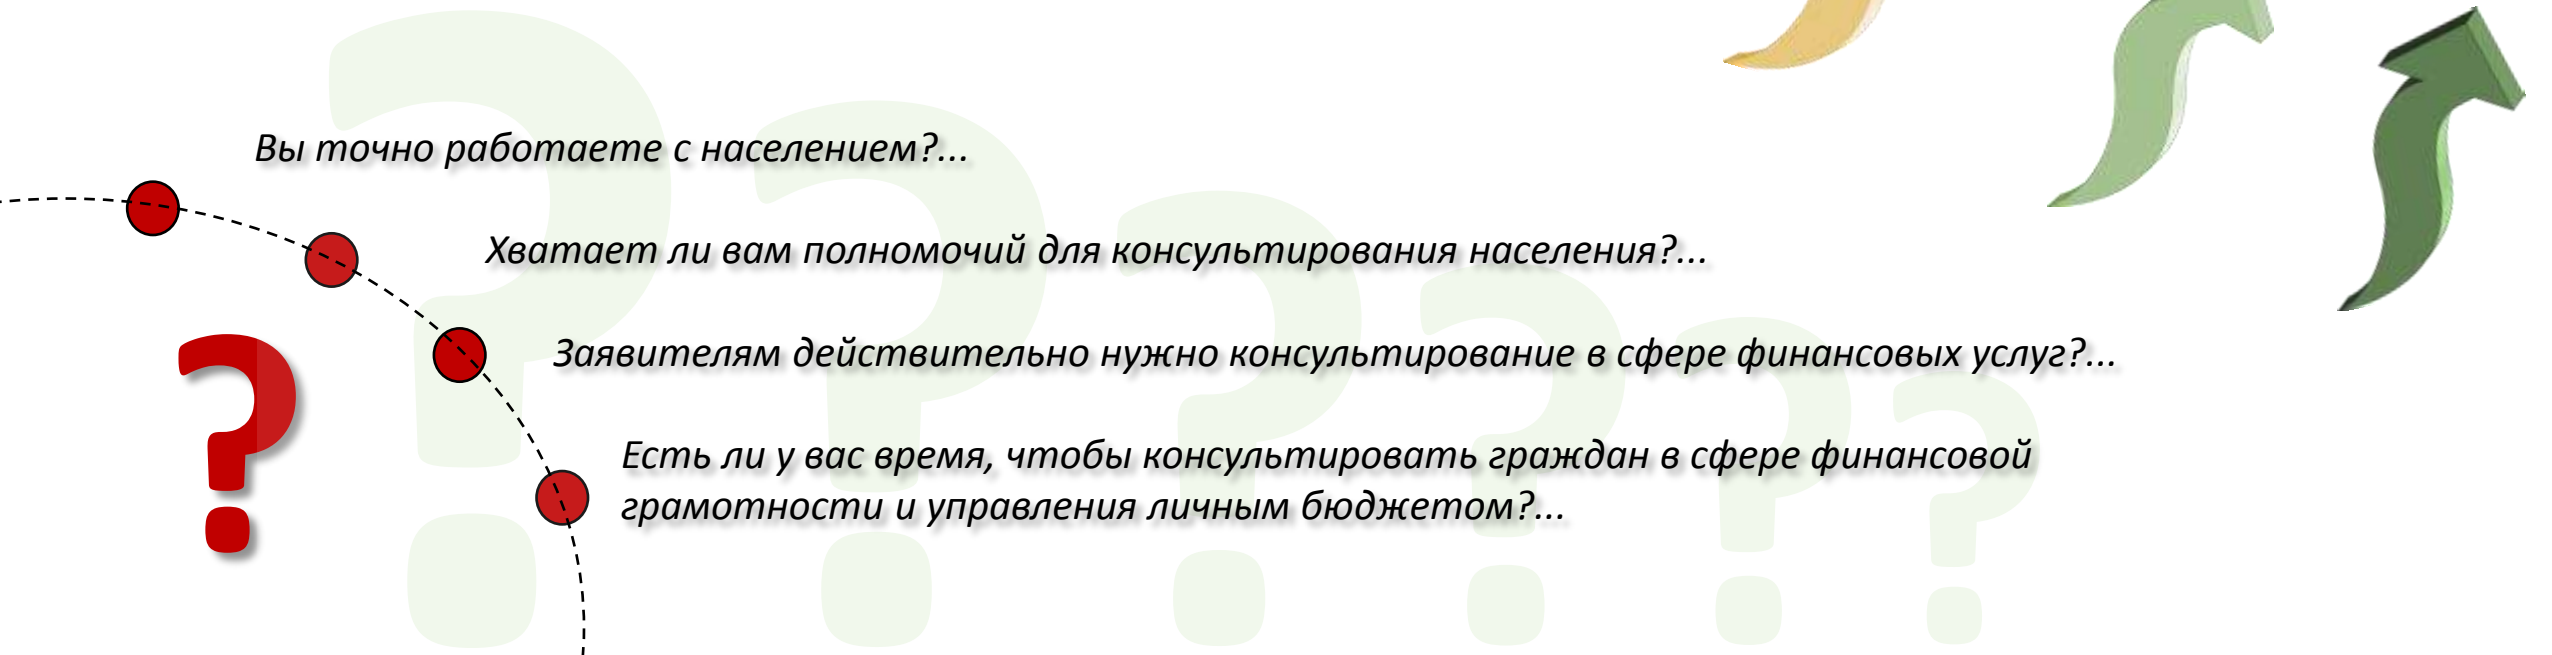 Вы точно работаете с населением?...
Хватает ли вам полномочий для консультирования населения?...
Заявителям действительно нужно консультирование в сфере финансовых услуг?...
Есть ли у вас время, чтобы консультировать граждан в сфере финансовой
грамотности и управления личным бюджетом?...
?